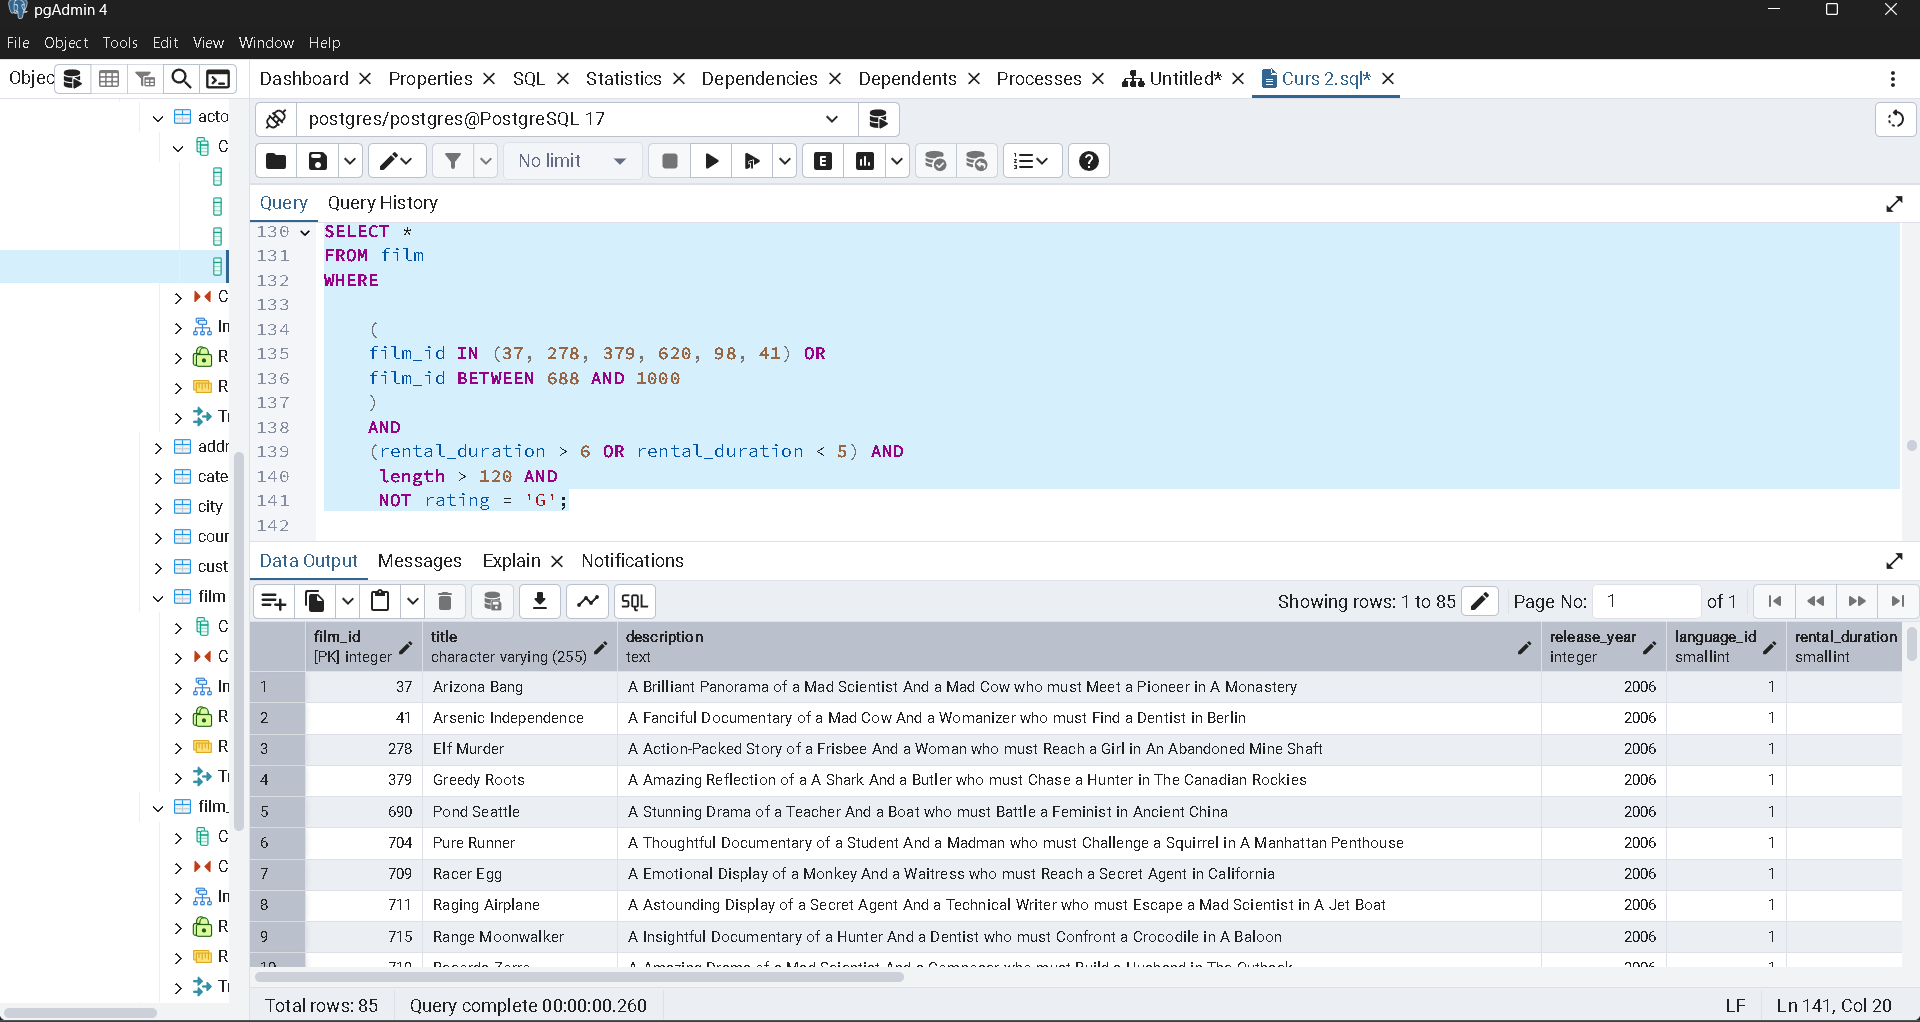 pgAdmin 4
File Object Tools Edit View Window Help
Objec
Dashboard Properties SQL Statistics Dependencies Dependents Processes Untitled* Curs 2.sql*
postgres/postgres@PostgreSQL 17
No limit
Query Query History
130 SELECT *
131 FROM film
132 WHERE
133
134 (
135 film_id IN (37, 278, 379, 620, 98, 41) OR
136 film_id BETWEEN 688 AND 1000
137 )
138 AND
139 (rental_duration > 6 OR rental_duration < 5) AND
140 length > 120 AND
141 NOT rating = 'G';
142
acto
C
C
In
R
R
Tr
addr
cate
city
cour
cust
film
C
C
In
R
R
Tr
film_
C
C
In
R
R
Tr
Data Output Messages Explain Notifications
SQL
Showing rows: 1 to 85 Page No: 1 of 1
film_id title description release_year language_id rental_duration
[PK] integer character varying (255) text integer smallint smallint
1 37 Arizona Bang A Brilliant Panorama of a Mad Scientist And a Mad Cow who must Meet a Pioneer in A Monastery 2006 1
2 41 Arsenic Independence A Fanciful Documentary of a Mad Cow And a Womanizer who must Find a Dentist in Berlin 2006 1
3 278 Elf Murder A Action-Packed Story of a Frisbee And a Woman who must Reach a Girl in An Abandoned Mine Shaft 2006 1
4 379 Greedy Roots A Amazing Reflection of a A Shark And a Butler who must Chase a Hunter in The Canadian Rockies 2006 1
5 690 Pond Seattle A Stunning Drama of a Teacher And a Boat who must Battle a Feminist in Ancient China 2006 1
6 704 Pure Runner A Thoughtful Documentary of a Student And a Madman who must Challenge a Squirrel in A Manhattan Penthouse 2006 1
7 709 Racer Egg A Emotional Display of a Monkey And a Waitress who must Reach a Secret Agent in California 2006 1
8 711 Raging Airplane A Astounding Display of a Secret Agent And a Technical Writer who must Escape a Mad Scientist in A Jet Boat 2006 1
9 715 Range Moonwalker A Insightful Documentary of a Hunter And a Dentist who must Confront a Crocodile in A Baloon 2006 1
Total rows: 85 Query complete 00:00:00.260 LF Ln 141, Col 20